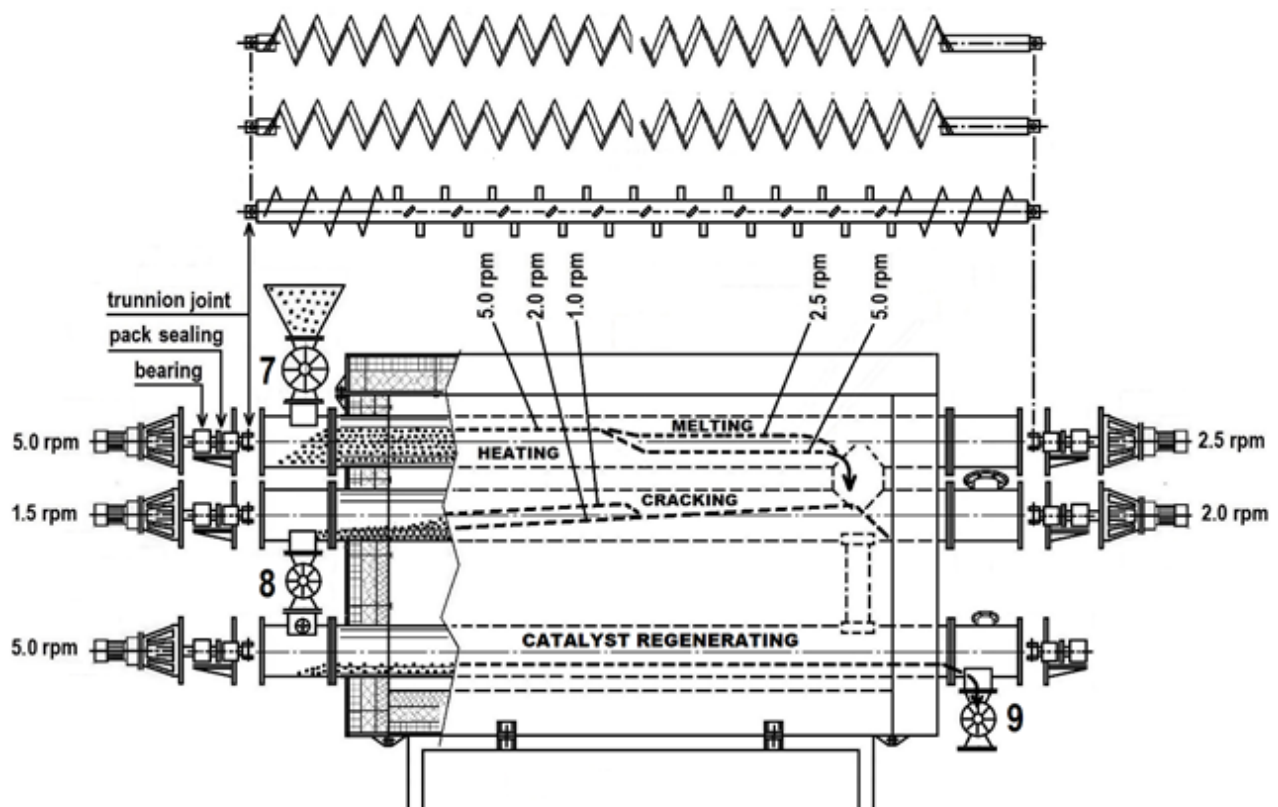 trunnion joint
pack sealing
bearing
5.0 rpm
2.0 rpm
1.0 rpm
2.5 rpm
5.0 rpm
7
5.0 rpm
MELTING
HEATING
2.5 rpm
1.5 rpm
CRACKING
2.0 rpm
8
5.0 rpm
CATALYST REGENERATING
9